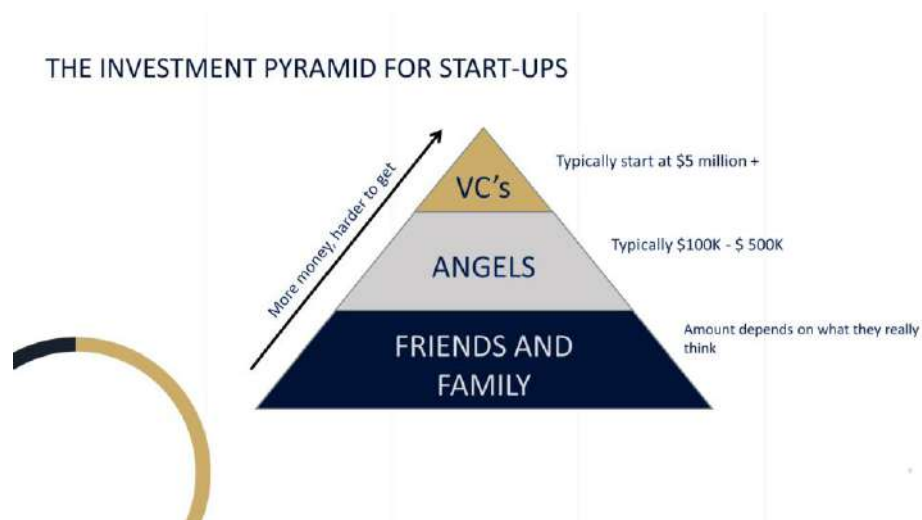 THE INVESTMENT PYRAMID FOR START-UPS
More money, harder to get
VC's
Typically start at $5 million +
ANGELS
Typically $100K - $ 500K
FRIENDS AND
FAMILY
Amount depends on what they really
think